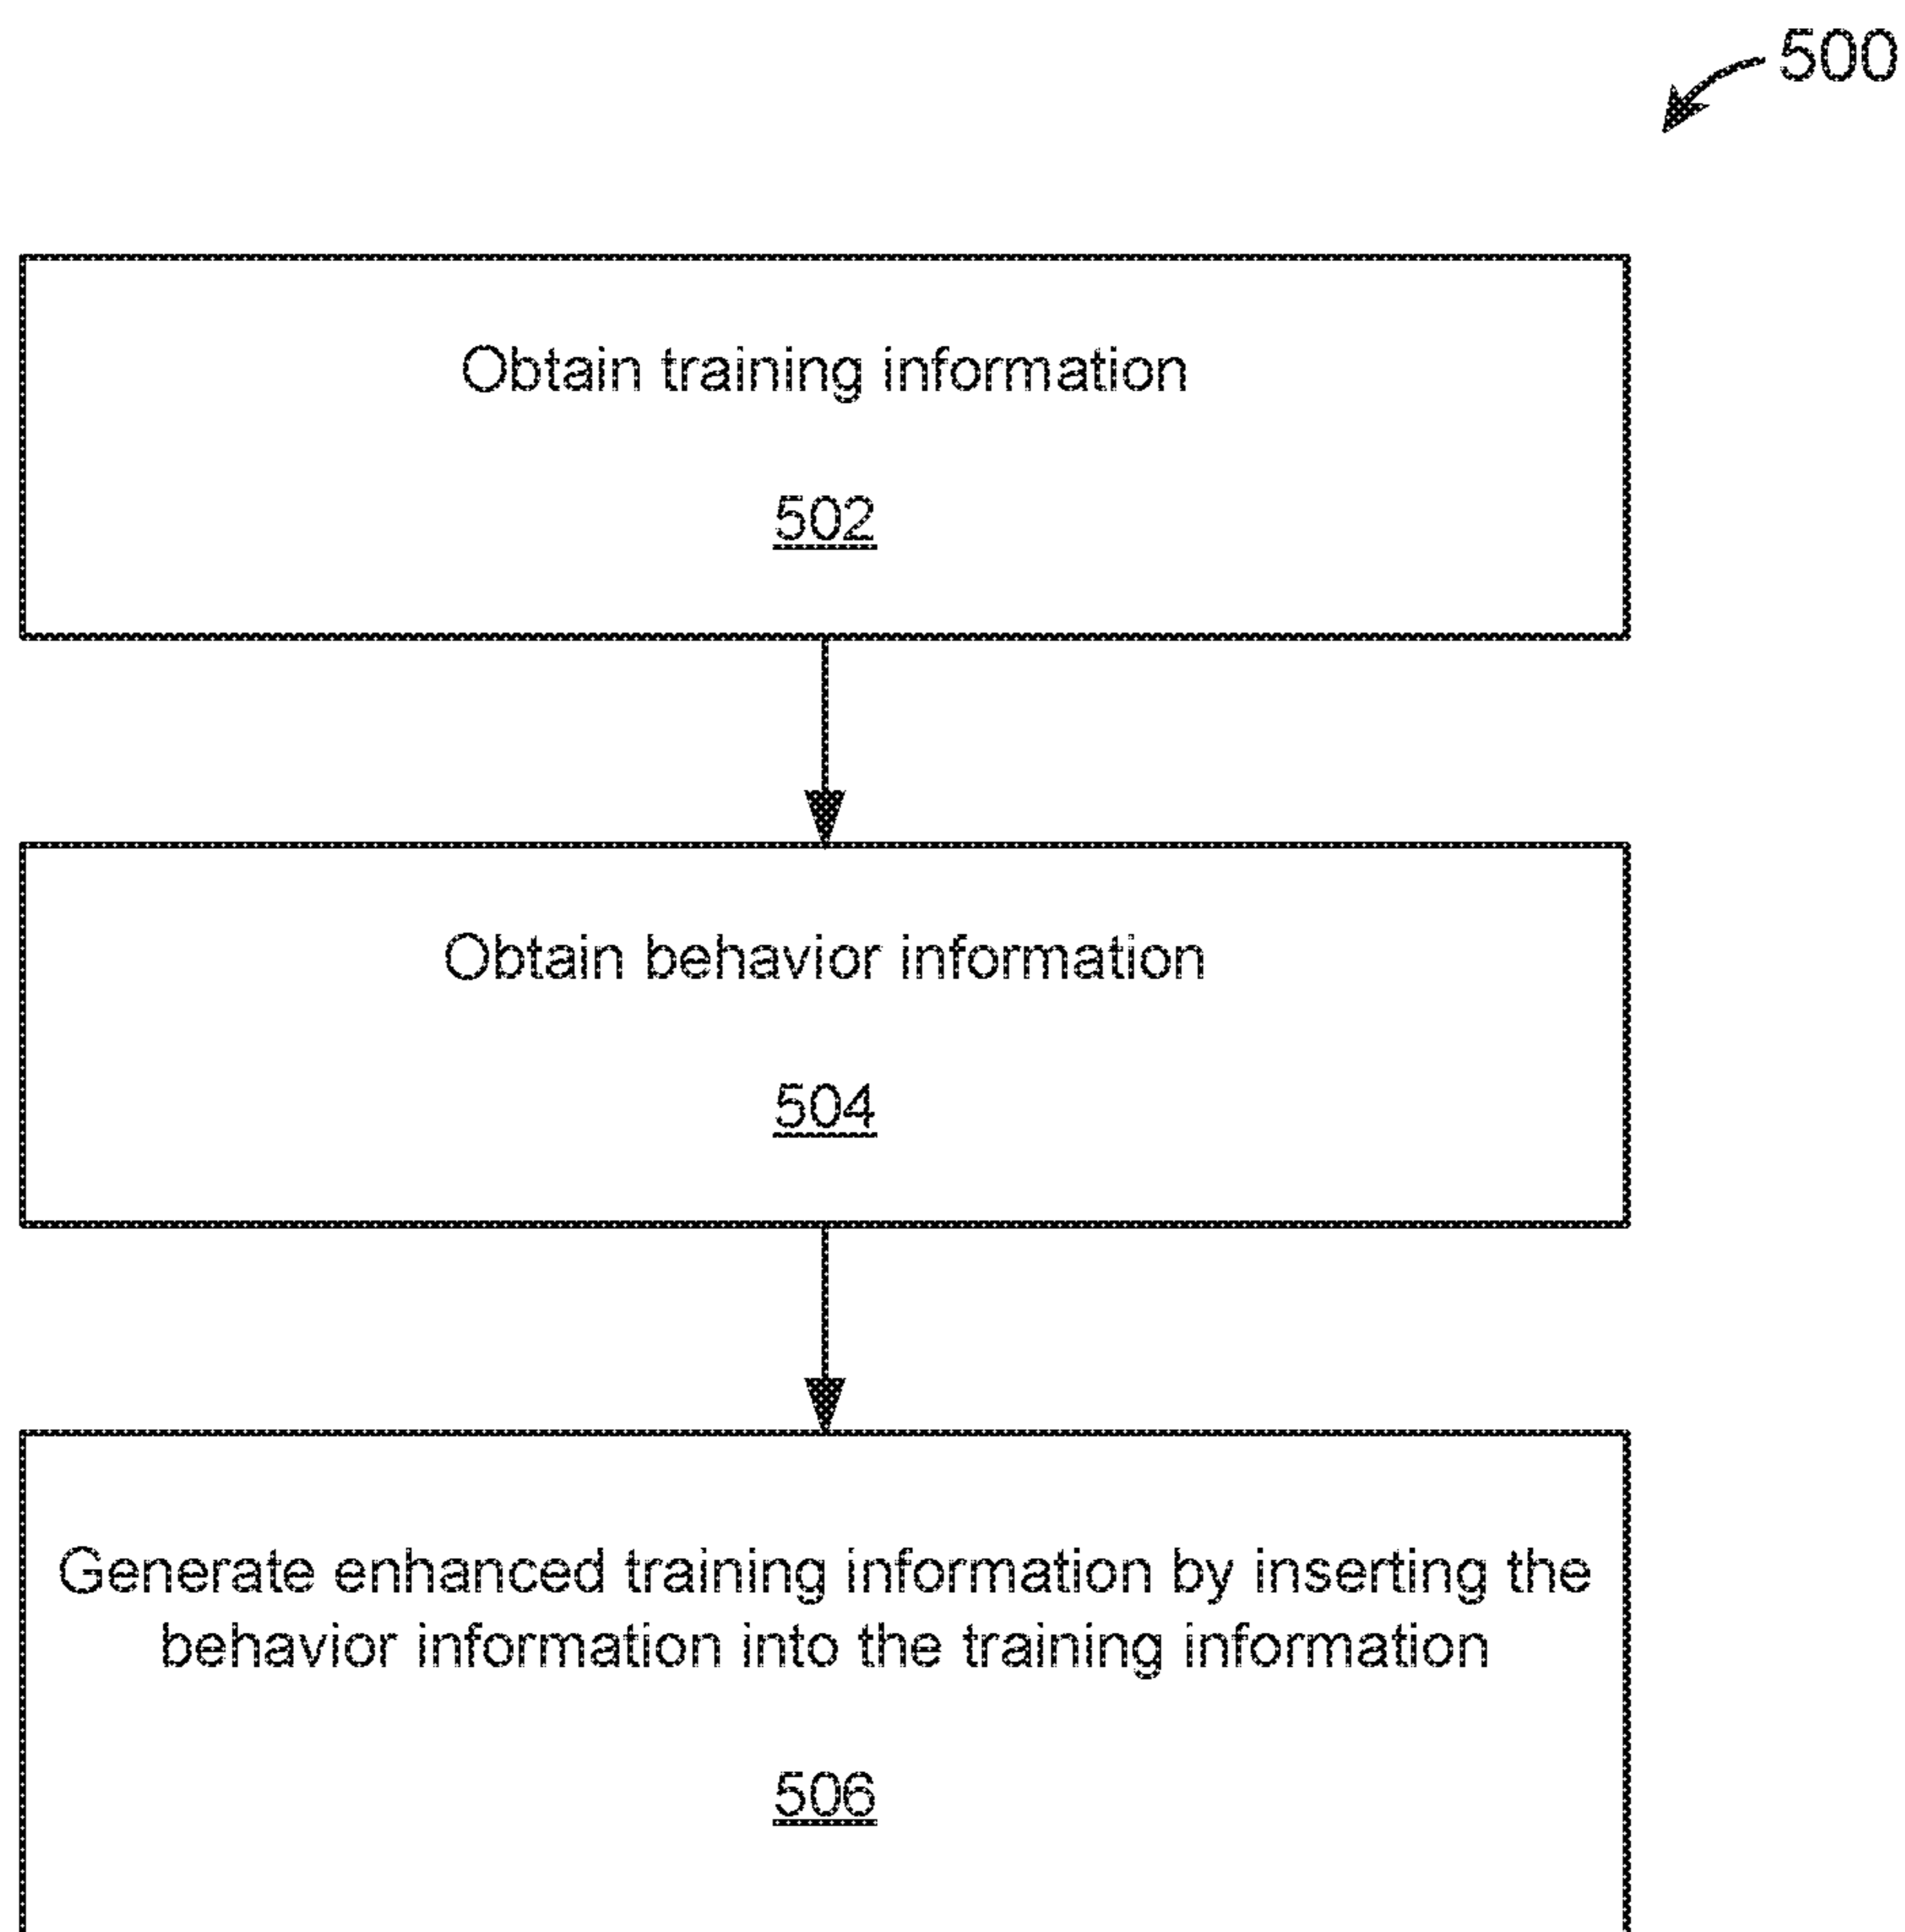 500
Obtain training information
502
Obtain behavior information
504
Generate enhanced training information by inserting the
behavior information into the training information
506